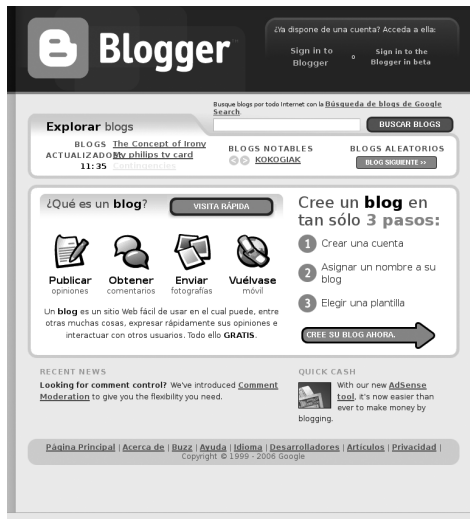 Blogger
¿Ya dispone de una cuenta? Acceda a ella:
Sign in to Blogger
o
Sign in to the Blogger in beta
Busque blogs por todo Internet con la Búsqueda de blogs de Google Search.
BUSCAR BLOGS
Explorar blogs
BLOGS ACTUALIZADOS
11:35
The Concept of Irony
My philips tv card
Contingencies
BLOGS NOTABLES
KOKOGIAK
BLOGS ALEATORIOS
BLOG SIGUIENTE >>
¿Qué es un blog?
VISITA RÁPIDA
Publicar
opiniones
Obtener
comentarios
Enviar
fotografías
Vuélvase
móvil
Un blog es un sitio Web fácil de usar en el cual puede, entre
otras muchas cosas, expresar rápidamente sus opiniones e
interactuar con otros usuarios. Todo ello GRATIS.
Cree un blog en
tan sólo 3 pasos:
1 Crear una cuenta
2 Asignar un nombre a su
blog
3 Elegir una plantilla
CREE SU BLOG AHORA.
RECENT NEWS
Looking for comment control? We've introduced Comment
Moderation to give you the flexibility you need.
QUICK CASH
With our new AdSense
tool, it's now easier than
ever to make money by
blogging.
Página Principal | Acerca de | Buzz | Ayuda | Idioma | Desarrolladores | Artículos | Privacidad |
Copyright © 1999 - 2006 Google